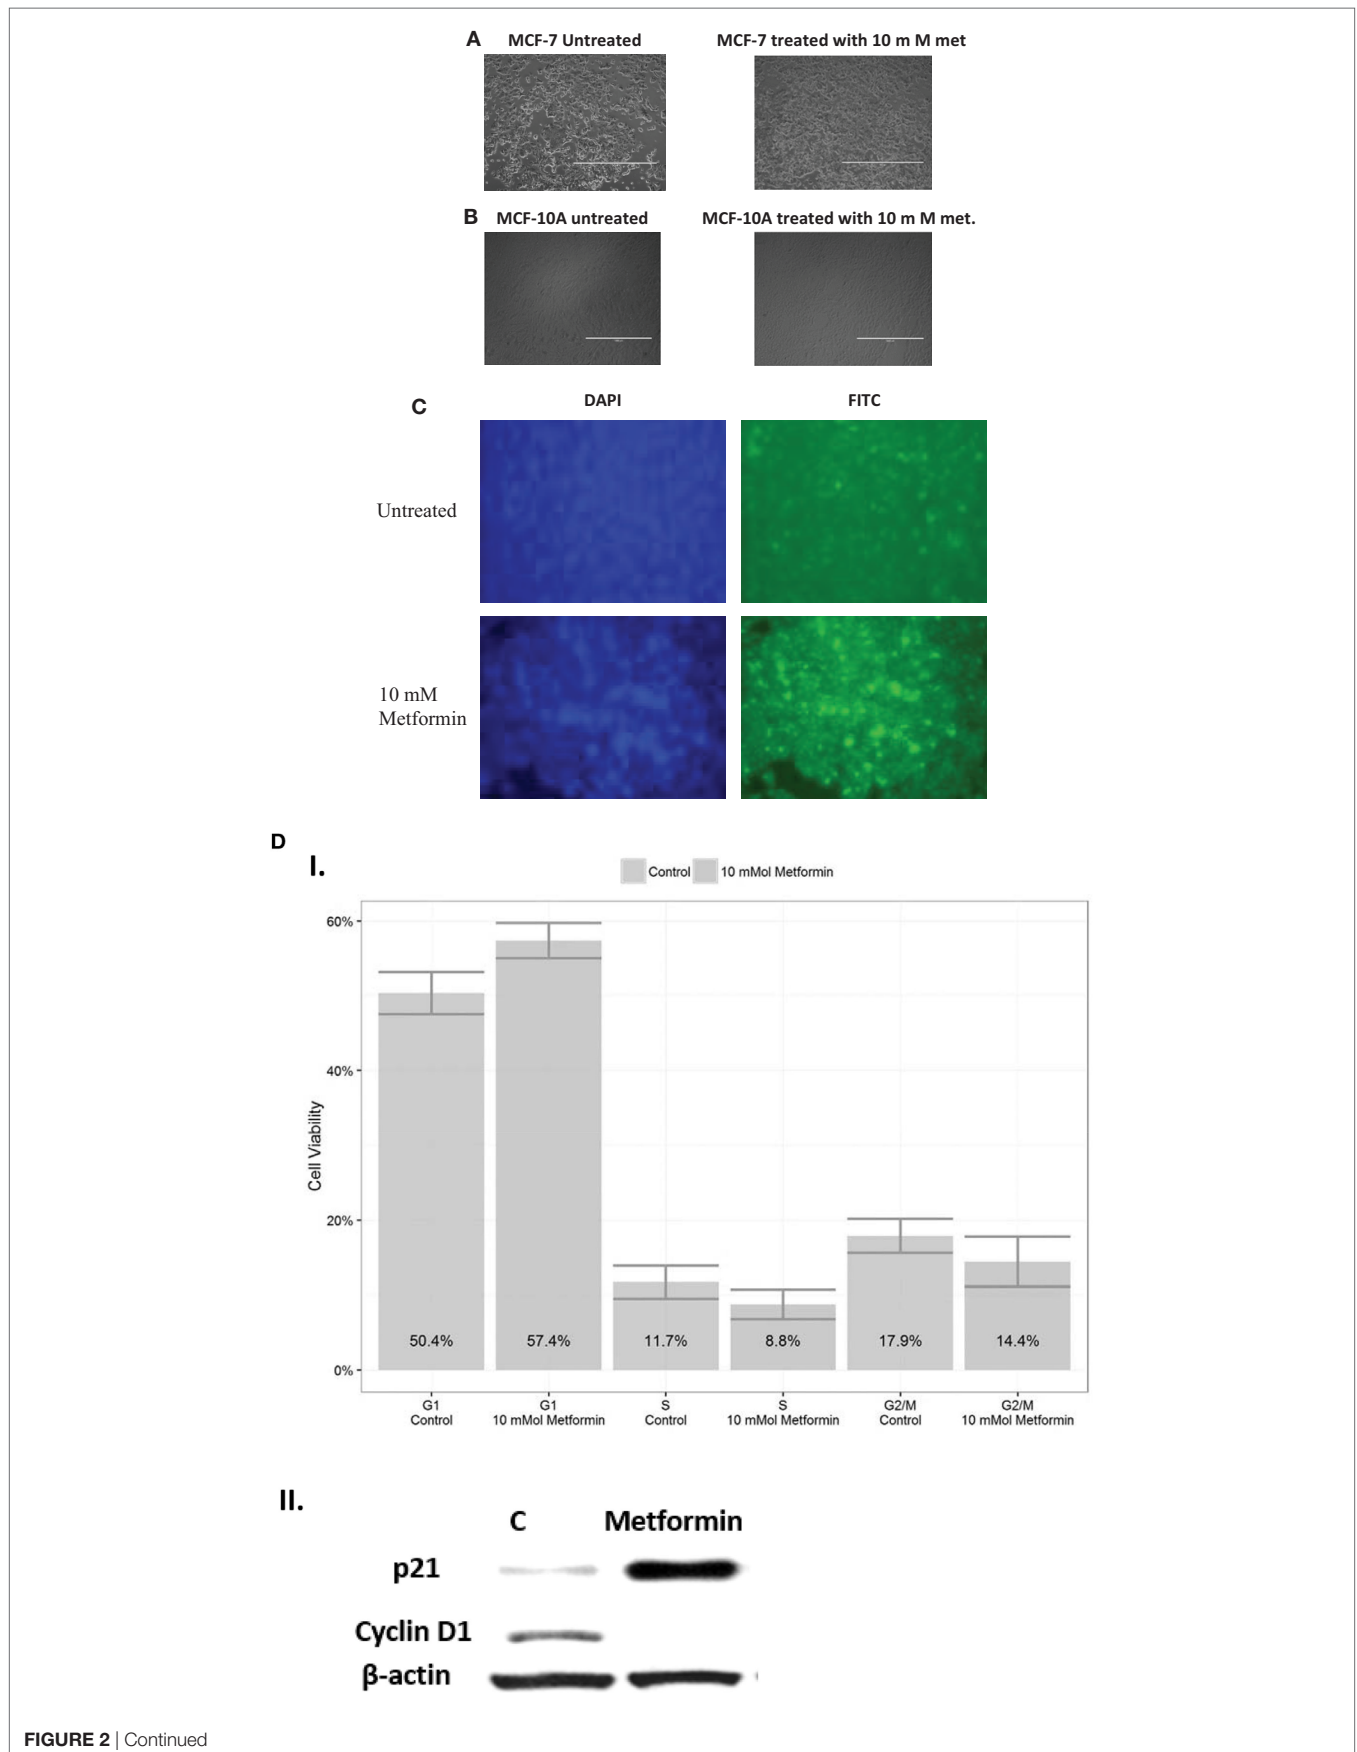 A MCF-7 Untreated MCF-7 treated with 10 m M met
B MCF-10A untreated MCF-10A treated with 10 m M met.
C DAPI FITC
Untreated
10 mM
Metformin
D
I.
Control 10 mMol Metformin
60%
40%
20%
0%
Cell Viability
50.4% 57.4% 11.7% 8.8% 17.9% 14.4%
G1 G1 S S G2/M G2/M
Control 10 mMol Metformin Control 10 mMol Metformin Control 10 mMol Metformin
II.
C Metformin
p21
Cyclin D1
β-actin
FIGURE 2 | Continued